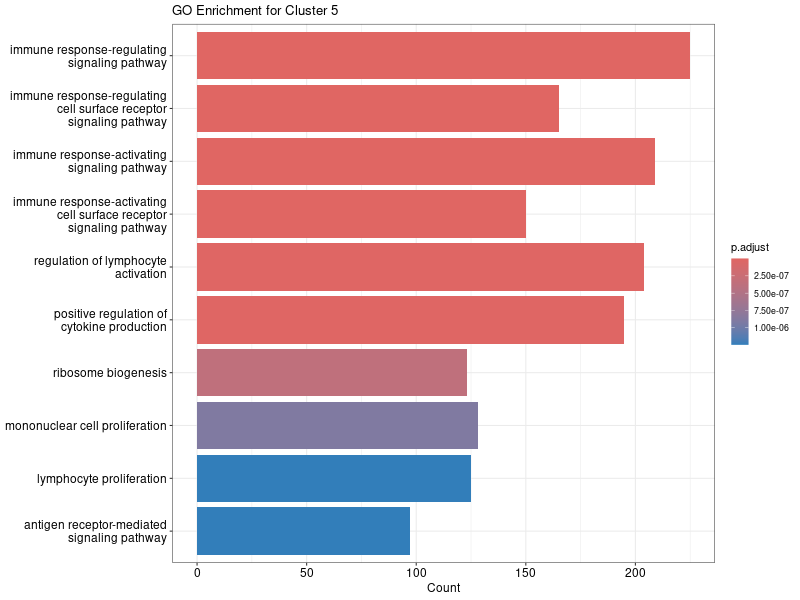 GO Enrichment for Cluster 5
immune response-regulating
signaling pathway
immune response-regulating
cell surface receptor
signaling pathway
immune response-activating
signaling pathway
immune response-activating
cell surface receptor
signaling pathway
regulation of lymphocyte
activation
positive regulation of
cytokine production
ribosome biogenesis
mononuclear cell proliferation
lymphocyte proliferation
antigen receptor-mediated
signaling pathway
0 50 100 150 200
Count
p.adjust
2.50e-07
5.00e-07
7.50e-07
1.00e-06